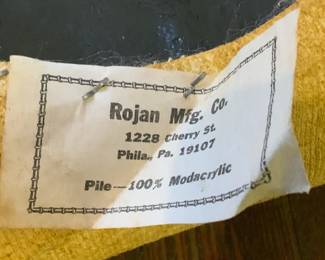 Rojan Mfg. Co.
1228 Cherry St.
Phila., Pa. 19107
Pile—100% Modacrylic